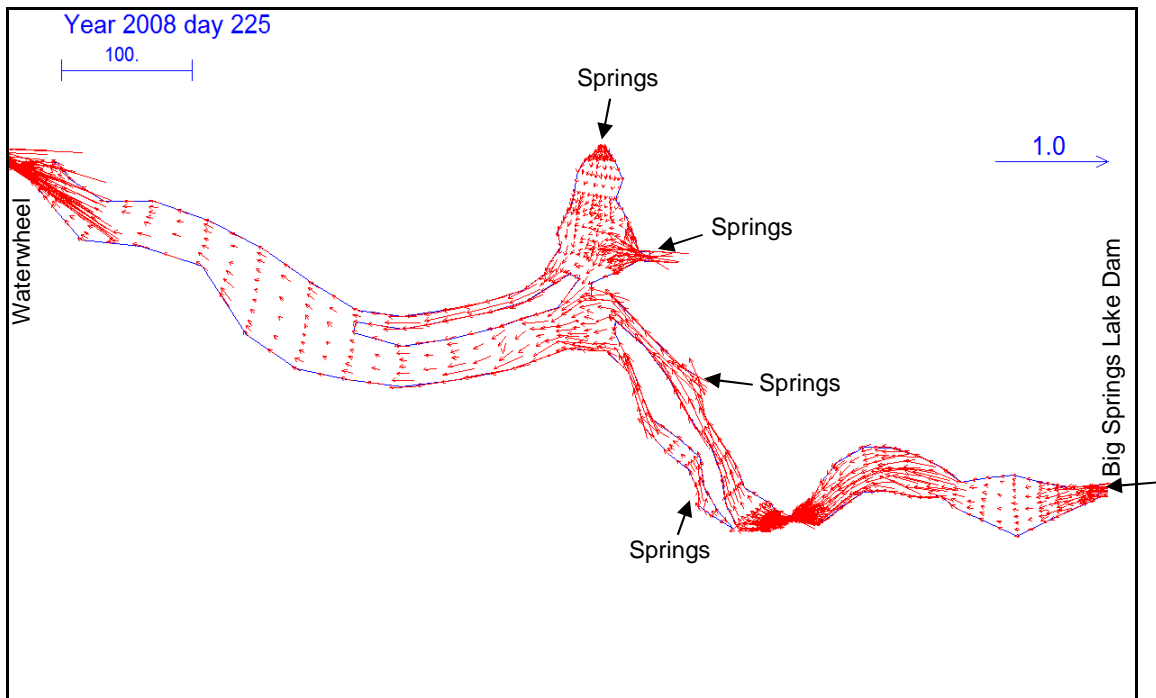 Year 2008 day 225
100.
Springs
1.0
Springs
Waterwheel
Big Springs Lake Dam
Springs
Springs